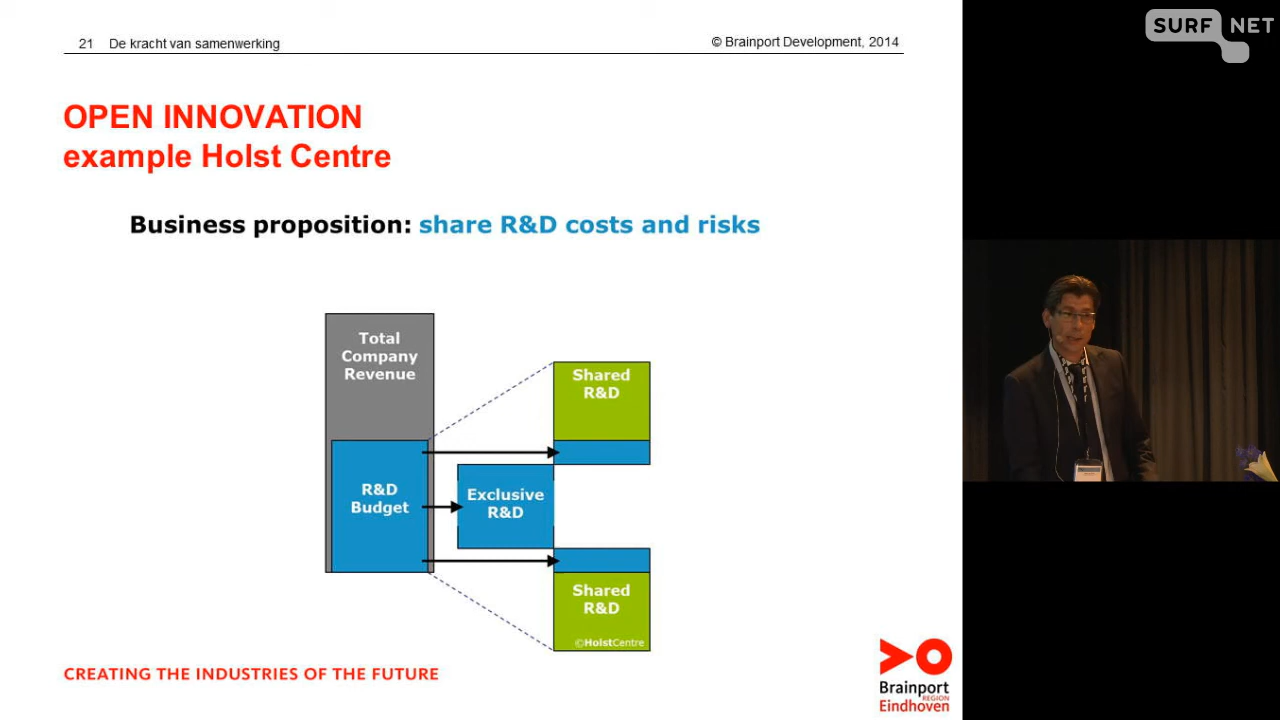 21 De kracht van samenwerking
© Brainport Development, 2014
SURF NET
OPEN INNOVATION
example Holst Centre
Business proposition: share R&D costs and risks
Total
Company
Revenue
Shared
R&D
R&D
Budget
Exclusive
R&D
Shared
R&D
©HolstCentre
CREATING THE INDUSTRIES OF THE FUTURE
Brainport
REGION
Eindhoven